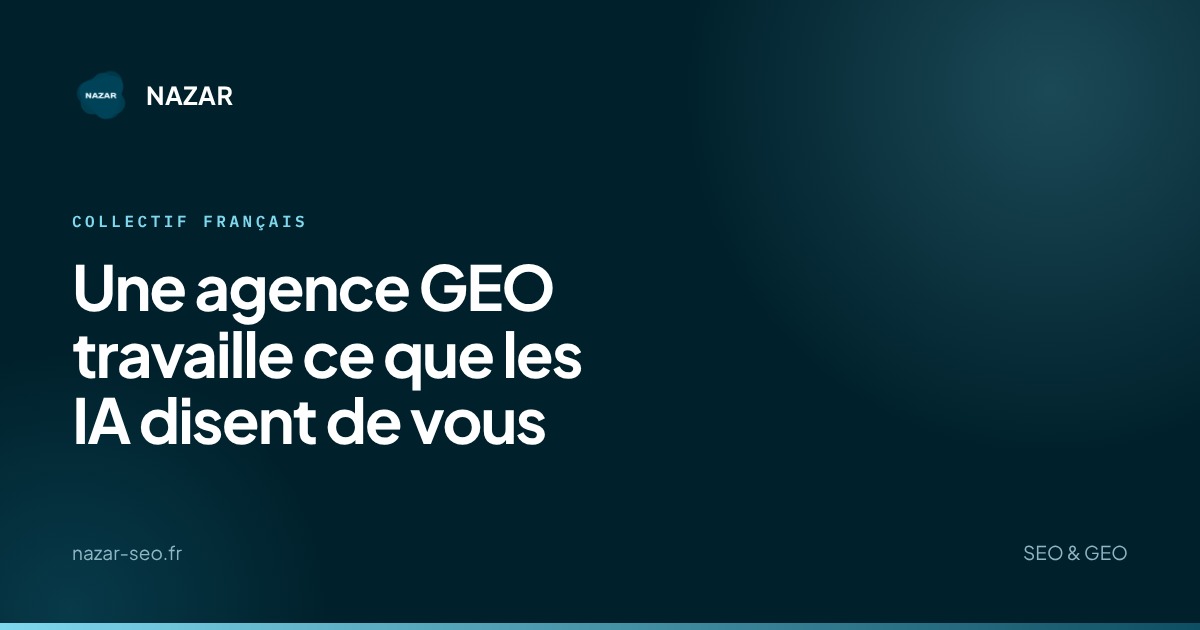 NAZAR
NAZAR
COLLECTIF FRANÇAIS
Une agence GEO
travaille ce que les
IA disent de vous
nazar-seo.fr
SEO & GEO